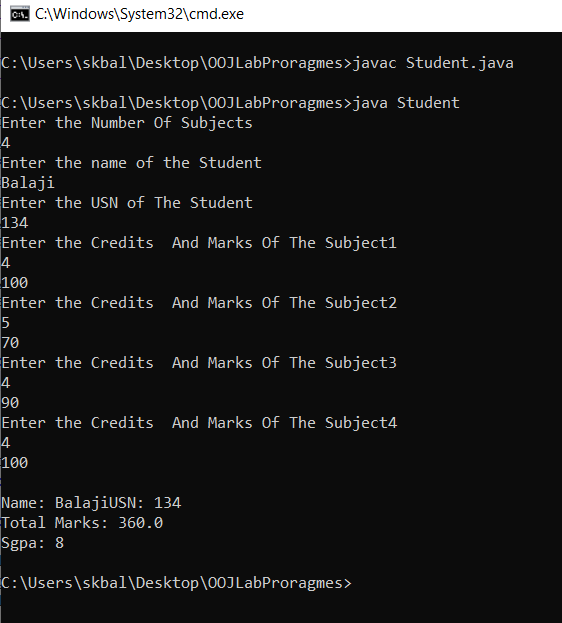 C:\Windows\System32\cmd.exe
C:\Users\skbal\Desktop\OOJLabProragmes>javac Student.java
C:\Users\skbal\Desktop\OOJLabProragmes>java Student
Enter the Number Of Subjects
4
Enter the name of the Student
Balaji
Enter the USN of The Student
134
Enter the Credits  And Marks Of The Subject1
4
100
Enter the Credits  And Marks Of The Subject2
5
70
Enter the Credits  And Marks Of The Subject3
4
90
Enter the Credits  And Marks Of The Subject4
4
100
Name: BalajiUSN: 134
Total Marks: 360.0
Sgpa: 8
C:\Users\skbal\Desktop\OOJLabProragmes>